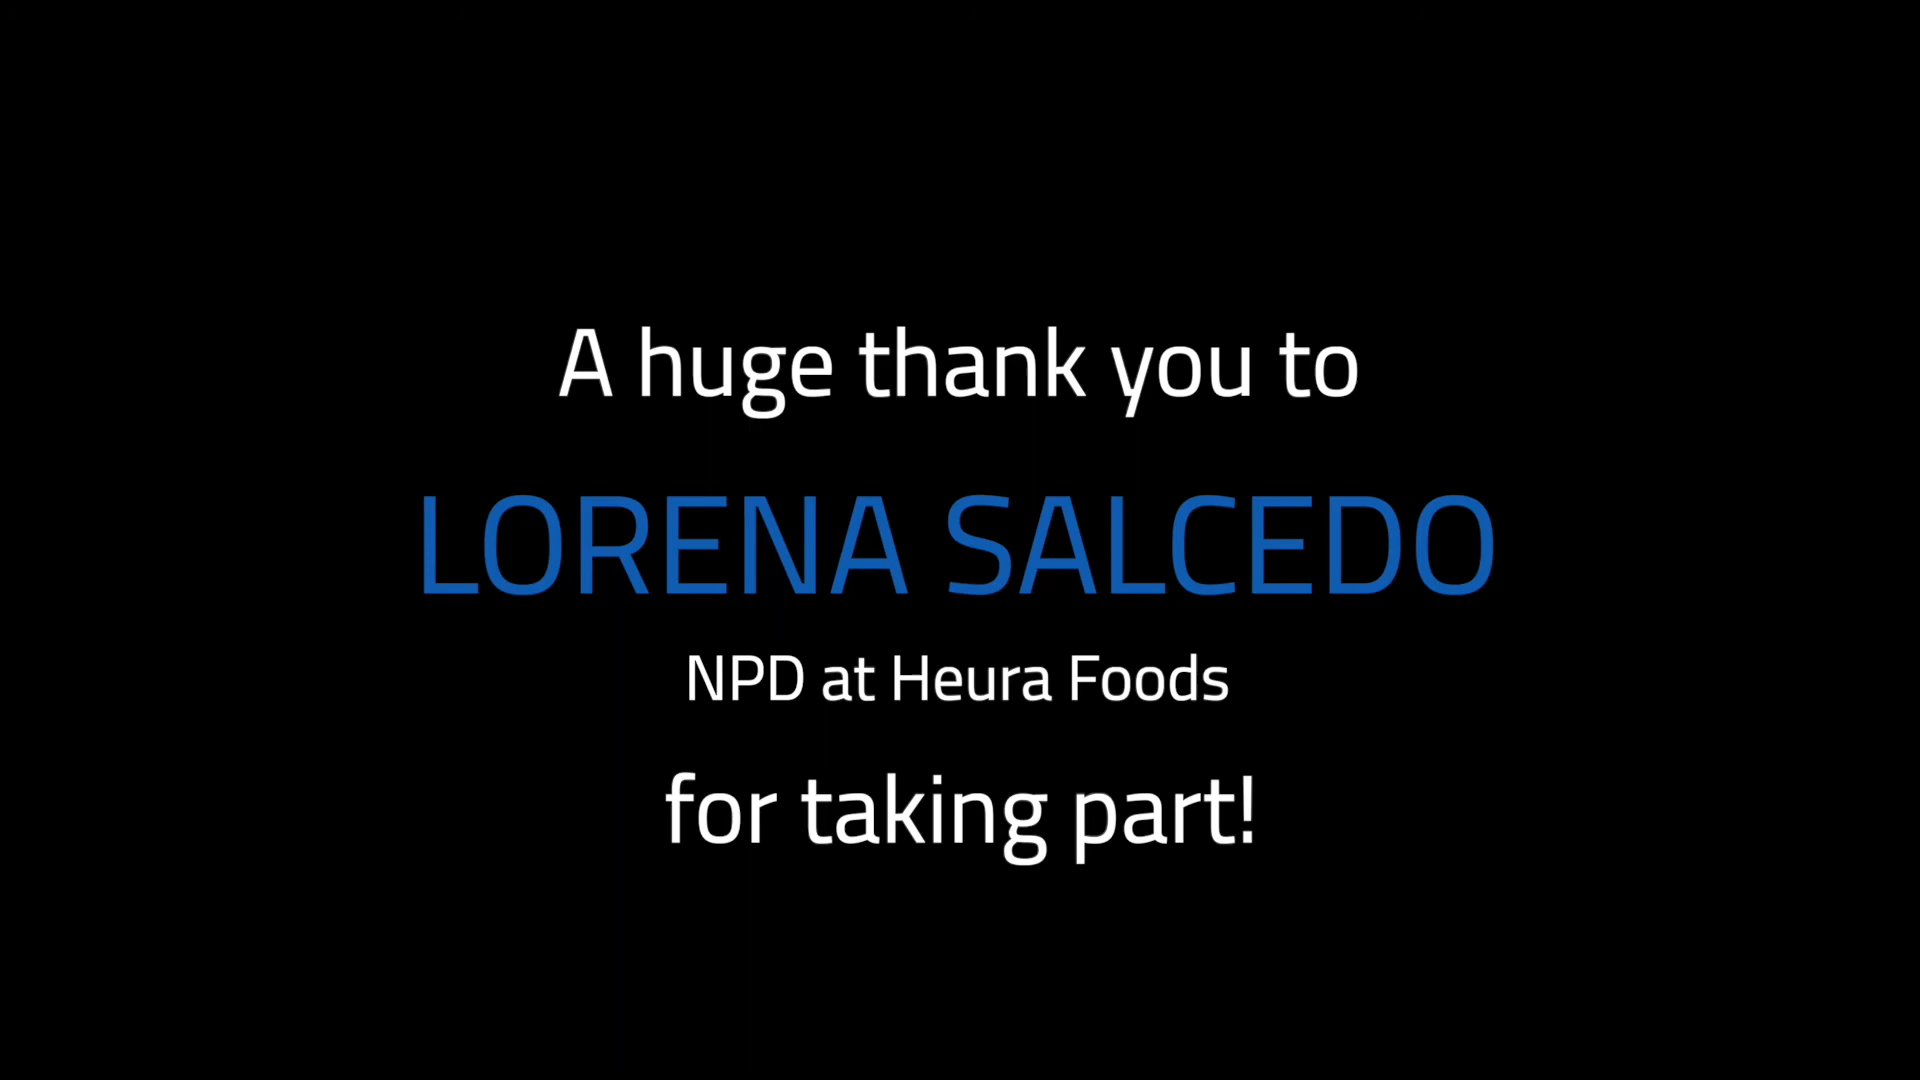 A huge thank you to
LORENA SALCEDO
NPD at Heura Foods
for taking part!